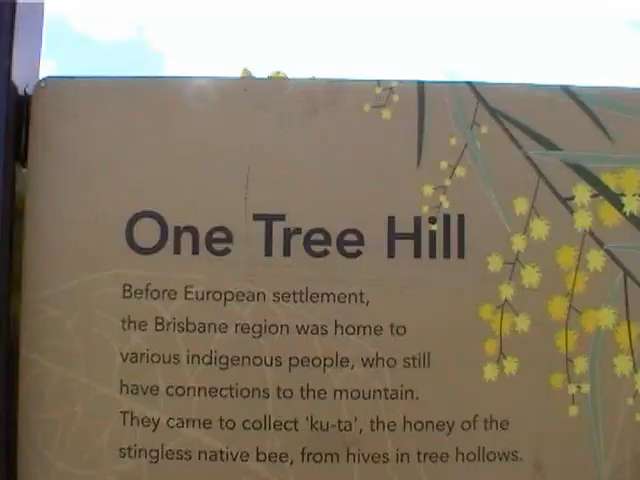 One Tree Hill
Before European settlement,
the Brisbane region was home to
various indigenous people, who still
have connections to the mountain.
They came to collect 'ku-ta', the honey of the
stingless native bee, from hives in tree hollows.